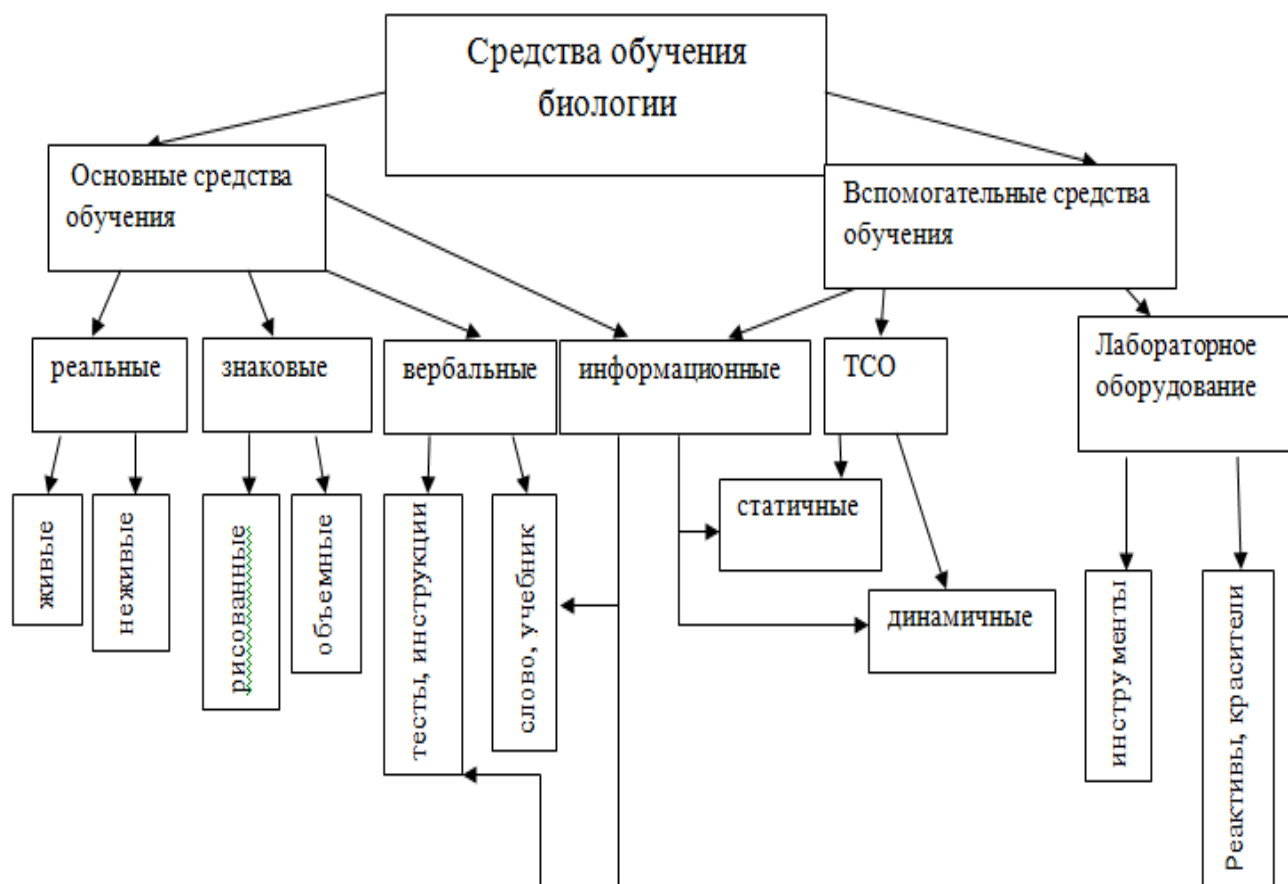 Средства обучения
биологии
Основные средства
обучения
Вспомогательные средства
обучения
реальные
знаковые
вербальные
информационные
ТСО
Лабораторное
оборудование
живые
неживые
рисованные
объемные
тесты, инструкции
слово, учебник
статичные
динамичные
инструменты
Реактивы, красители